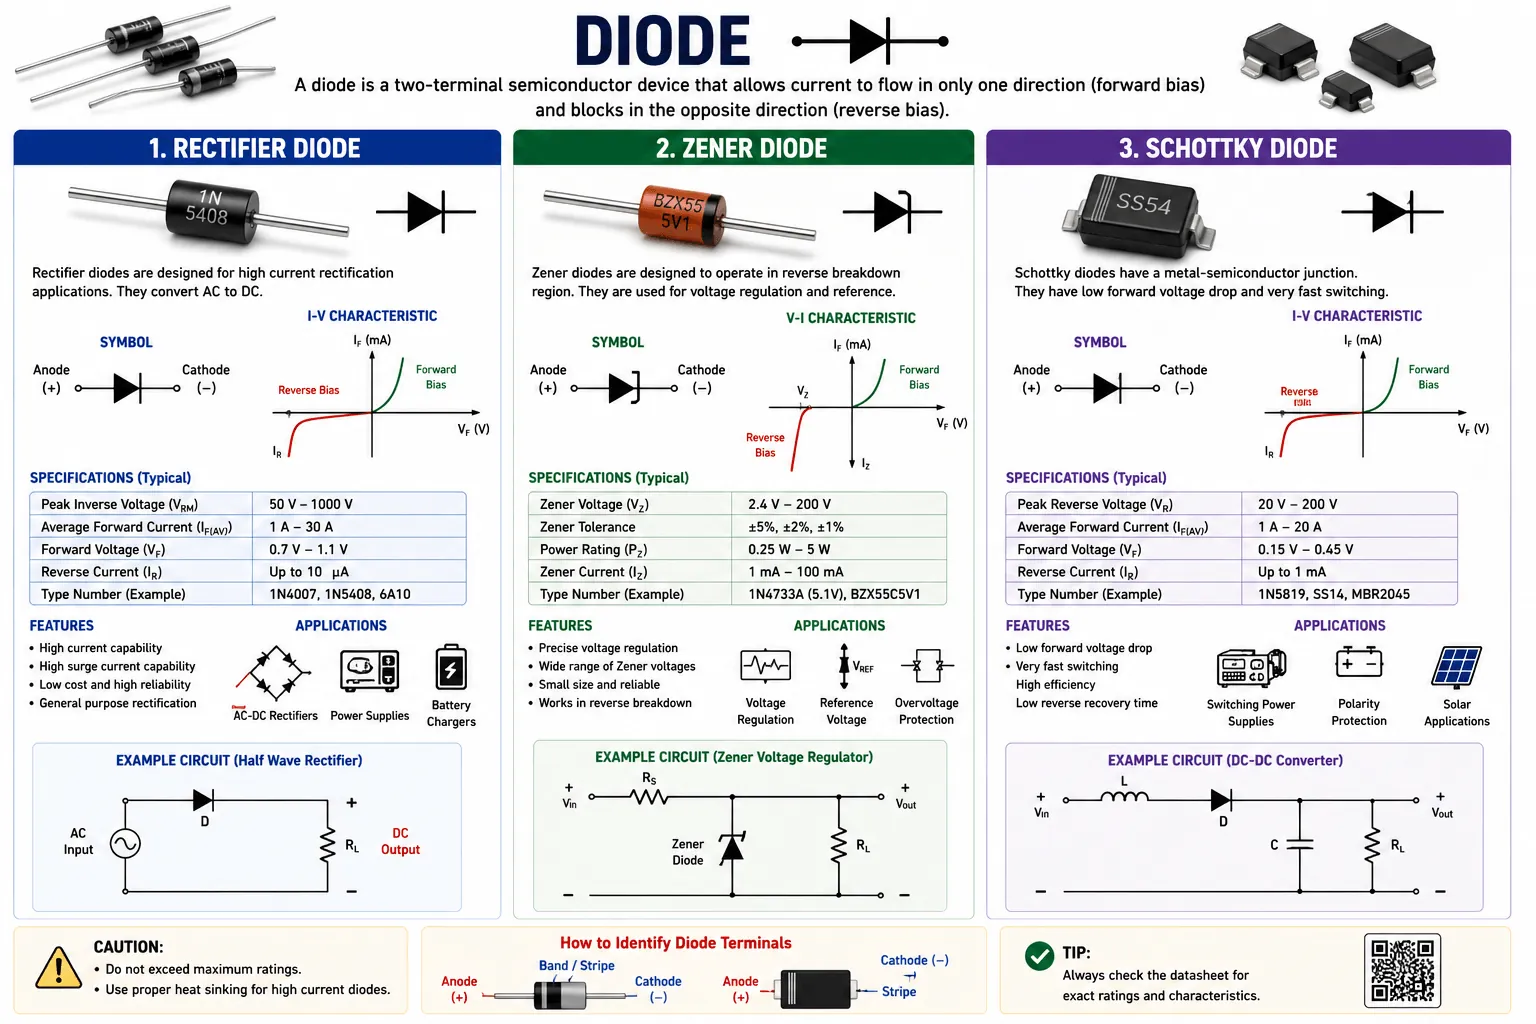 DIODE
A diode is a two-terminal semiconductor device that allows current to flow in only one direction (forward bias)
and blocks in the opposite direction (reverse bias).
1. RECTIFIER DIODE
1N
5408
Rectifier diodes are designed for high current rectification
applications. They convert AC to DC.
I-V CHARACTERISTIC
SYMBOL
Anode
(+)
Cathode
(−)
IF (mA)
Reverse Bias
Forward
Bias
VF (V)
IR
SPECIFICATIONS (Typical)
Peak Inverse Voltage (VRM) 50 V – 1000 V
Average Forward Current (IF(AV)) 1 A – 30 A
Forward Voltage (VF) 0.7 V – 1.1 V
Reverse Current (IR) Up to 10 µA
Type Number (Example) 1N4007, 1N5408, 6A10
FEATURES
• High current capability
• High surge current capability
• Low cost and high reliability
• General purpose rectification
APPLICATIONS
AC-DC Rectifiers
Power Supplies
Battery
Chargers
EXAMPLE CIRCUIT (Half Wave Rectifier)
AC
Input
D
+
RL
−
DC
Output
2. ZENER DIODE
BZX55
5V1
Zener diodes are designed to operate in reverse breakdown
region. They are used for voltage regulation and reference.
V-I CHARACTERISTIC
SYMBOL
Anode
(+)
Cathode
(−)
IF (mA)
VZ
Forward
Bias
VF (V)
Reverse
Bias
IZ
SPECIFICATIONS (Typical)
Zener Voltage (VZ) 2.4 V – 200 V
Zener Tolerance ±5%, ±2%, ±1%
Power Rating (PZ) 0.25 W – 5 W
Zener Current (IZ) 1 mA – 100 mA
Type Number (Example) 1N4733A (5.1V), BZX55C5V1
FEATURES
• Precise voltage regulation
• Wide range of Zener voltages
• Small size and reliable
• Works in reverse breakdown
APPLICATIONS
VREF
Voltage
Regulation
Reference
Voltage
Overvoltage
Protection
EXAMPLE CIRCUIT (Zener Voltage Regulator)
+
Vin
RS
+
Vout
Zener
Diode
RL
−
−
3. SCHOTTKY DIODE
SS54
Schottky diodes have a metal-semiconductor junction.
They have low forward voltage drop and very fast switching.
I-V CHARACTERISTIC
SYMBOL
Anode
(+)
Cathode
(−)
IF (mA)
Reverse
Forward
Bias
VF (V)
IR
SPECIFICATIONS (Typical)
Peak Reverse Voltage (VR) 20 V – 200 V
Average Forward Current (IF(AV)) 1 A – 20 A
Forward Voltage (VF) 0.15 V – 0.45 V
Reverse Current (IR) Up to 1 mA
Type Number (Example) 1N5819, SS14, MBR2045
FEATURES
• Low forward voltage drop
• Very fast switching
High efficiency
Low reverse recovery time
APPLICATIONS
Switching Power
Supplies
Polarity
Protection
Solar
Applications
EXAMPLE CIRCUIT (DC-DC Converter)
+
Vin
L
D
C
RL
+
Vout
−
−
CAUTION:
• Do not exceed maximum ratings.
• Use proper heat sinking for high current diodes.
How to Identify Diode Terminals
Anode
(+)
Band / Stripe
Cathode
(−)
Anode
(+)
Cathode (−)
Stripe
TIP:
Always check the datasheet for
exact ratings and characteristics.